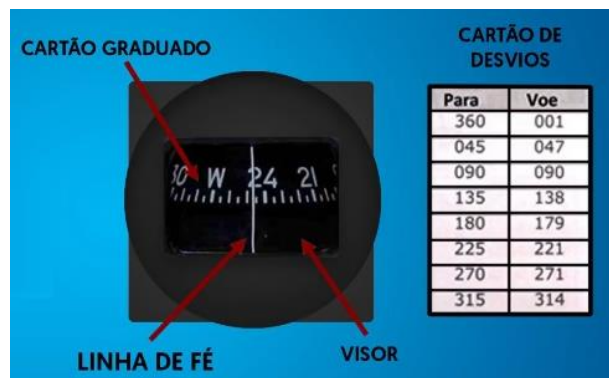 CARTÃO GRADUADO
30 W 24 21
LINHA DE FÉ
VISOR
CARTÃO DE
DESVIOS
Para Voe
360 001
045 047
090 090
135 138
180 179
225 221
270 271
315 314